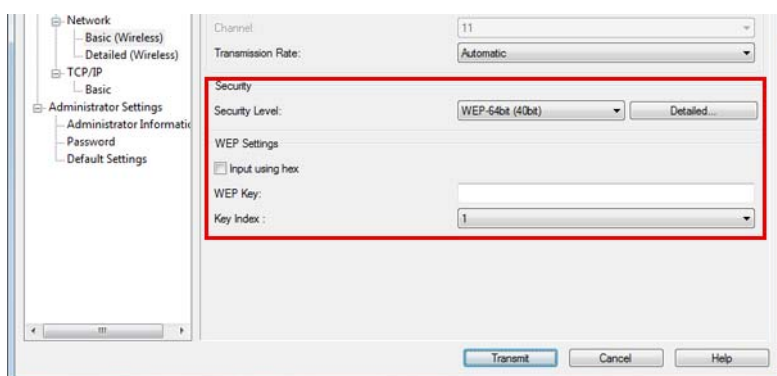 Network
Basic (Wireless)
Detailed (Wireless)
TCP/IP
Basic
Administrator Settings
Administrator Informatic
Password
Default Settings
Channel:
11
Transmission Rate:
Automatic
Security
Security Level:
WEP-64bit (40bit)
Detailed...
WEP Settings
Input using hex
WEP Key:
Key Index :
1
Transmit
Cancel
Help